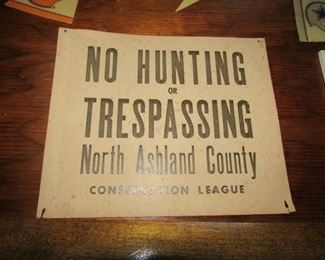 NO HUNTING
OR
TRESPASSING
North Ashland County
CONSERVATION LEAGUE